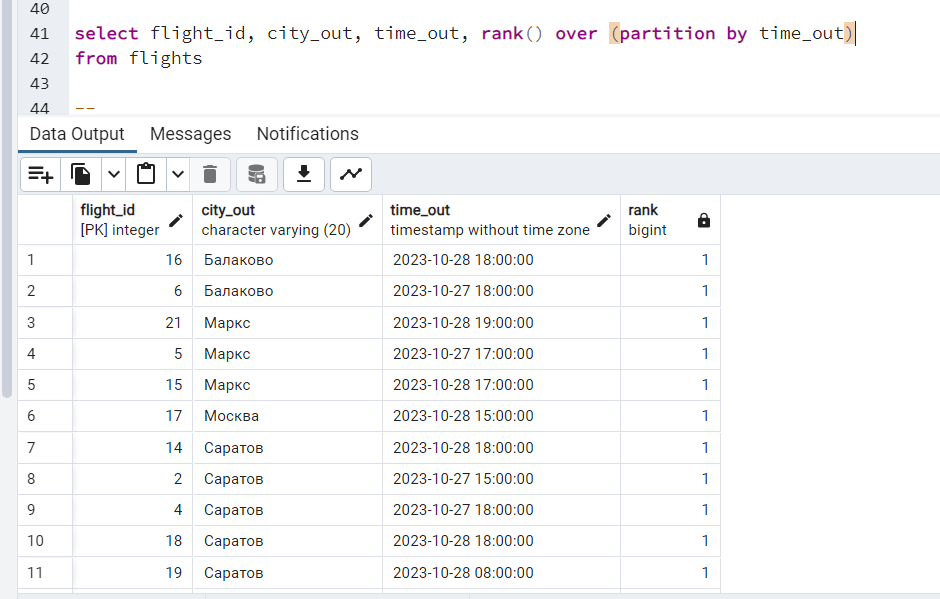 40
41 select flight_id, city_out, time_out, rank() over (partition by time_out)
42 from flights
43
44 --
Data Output Messages Notifications
flight_id city_out time_out rank
[PK] integer character varying (20) timestamp without time zone bigint
1 16 Балаково 2023-10-28 18:00:00 1
2 6 Балаково 2023-10-27 18:00:00 1
3 21 Маркс 2023-10-28 19:00:00 1
4 5 Маркс 2023-10-27 17:00:00 1
5 15 Маркс 2023-10-28 17:00:00 1
6 17 Москва 2023-10-28 15:00:00 1
7 14 Саратов 2023-10-28 18:00:00 1
8 2 Саратов 2023-10-27 15:00:00 1
9 4 Саратов 2023-10-27 18:00:00 1
10 18 Саратов 2023-10-28 18:00:00 1
11 19 Саратов 2023-10-28 08:00:00 1